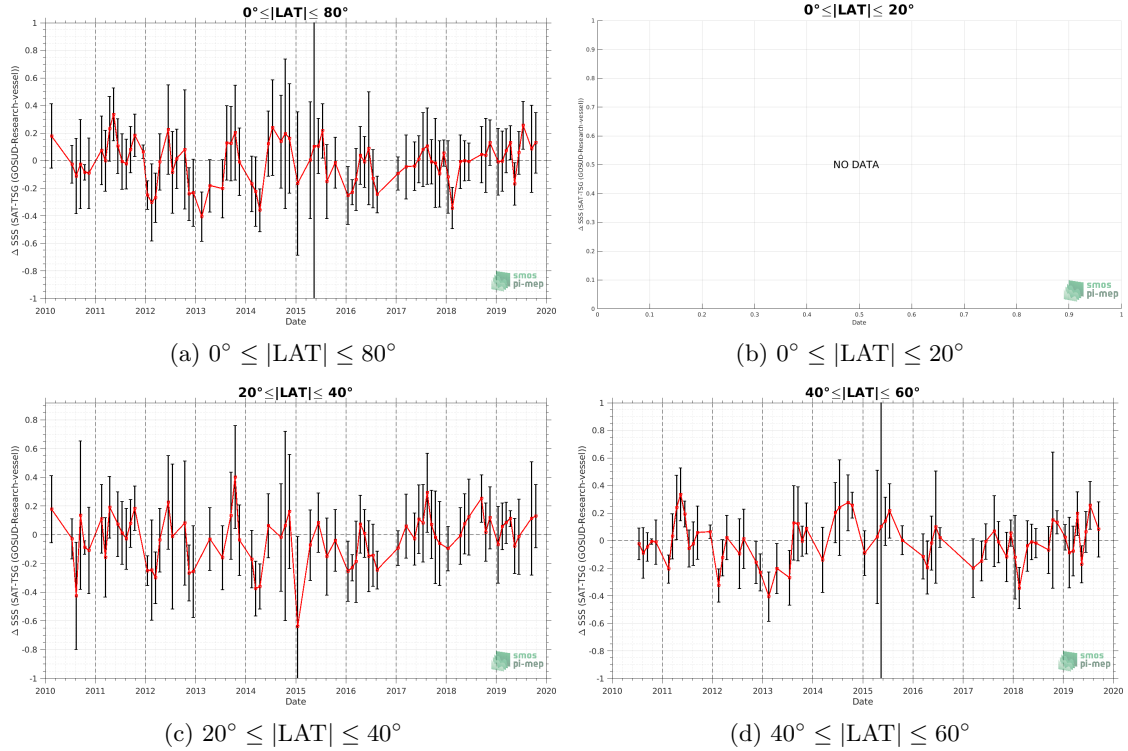 0°≤|LAT|≤ 80°
Δ SSS (SAT-TSG (GOSUD-Research-vessel))
1
0.8
0.6
0.4
0.2
0
-0.2
-0.4
-0.6
-0.8
-1
2010 2011 2012 2013 2014 2015 2016 2017 2018 2019 2020
Date
smos
pi-mep
(a) 0° ≤ |LAT| ≤ 80°
0°≤|LAT|≤ 20°
Δ SSS (SAT-TSG (GOSUD-Research-vessel))
1
0.9
0.8
0.7
0.6
0.5
0.4
0.3
0.2
0.1
0
NO DATA
0 0.1 0.2 0.3 0.4 0.5 0.6 0.7 0.8 0.9 1
Date
smos
pi-mep
(b) 0° ≤ |LAT| ≤ 20°
20°≤|LAT|≤ 40°
Δ SSS (SAT-TSG (GOSUD-Research-vessel))
0.8
0.6
0.4
0.2
0
-0.2
-0.4
-0.6
-0.8
-1
2010 2011 2012 2013 2014 2015 2016 2017 2018 2019 2020
Date
smos
pi-mep
(c) 20° ≤ |LAT| ≤ 40°
40°≤|LAT|≤ 60°
Δ SSS (SAT-TSG (GOSUD-Research-vessel))
1
0.8
0.6
0.4
0.2
0
-0.2
-0.4
-0.6
-0.8
-1
2010 2011 2012 2013 2014 2015 2016 2017 2018 2019 2020
Date
smos
pi-mep
(d) 40° ≤ |LAT| ≤ 60°